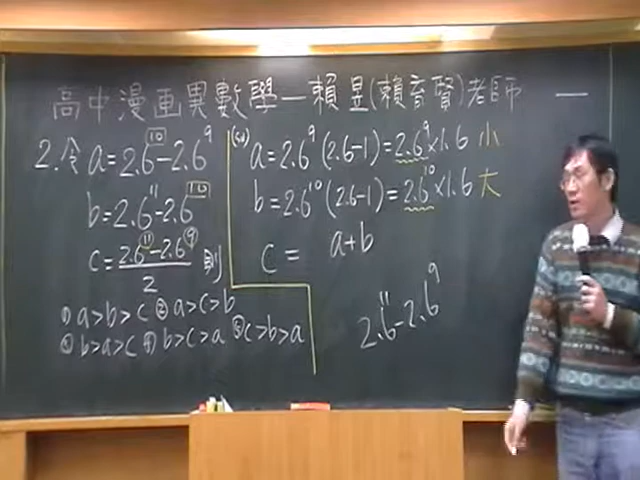 高中漫画異數學—賴昱(賴育賢)老師
2.令 a=2.6^10-2.6^9
b=2.6^11-2.6^10
c=(2.6^11-2.6^9)/2 則
①a>b>c ②a>c>b
③b>a>c ④b>c>a ⑤c>b>a
(sol) a=2.6^9(2.6-1)=2.6^9×1.6 小
b=2.6^10(2.6-1)=2.6^10×1.6 大
c= a+b
2.6^11-2.6^9